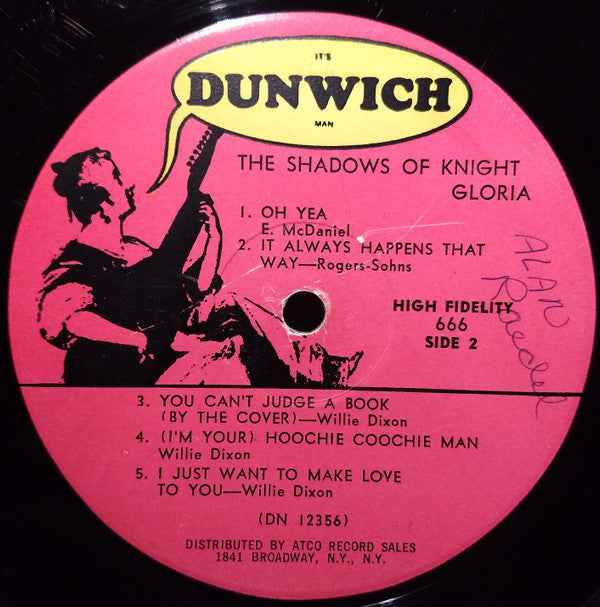 IT'S
DUNWICH
MAN
THE SHADOWS OF KNIGHT
GLORIA
1. OH YEA
E. McDaniel
2. IT ALWAYS HAPPENS THAT
WAY—Rogers-Sohns
HIGH FIDELITY
666
SIDE 2
ALAN
3. YOU CAN'T JUDGE A BOOK
(BY THE COVER)—Willie Dixon
4. (I'M YOUR) HOOCHIE COOCHIE MAN
Willie Dixon
5. I JUST WANT TO MAKE LOVE
TO YOU—Willie Dixon
(DN 12356)
DISTRIBUTED BY ATCO RECORD SALES
1841 BROADWAY, N.Y., N.Y.